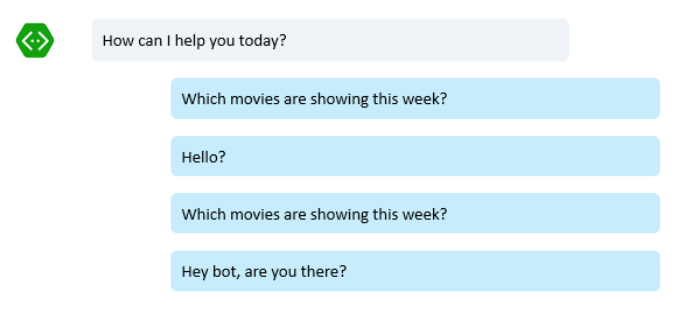 How can I help you today?
Which movies are showing this week?
Hello?
Which movies are showing this week?
Hey bot, are you there?